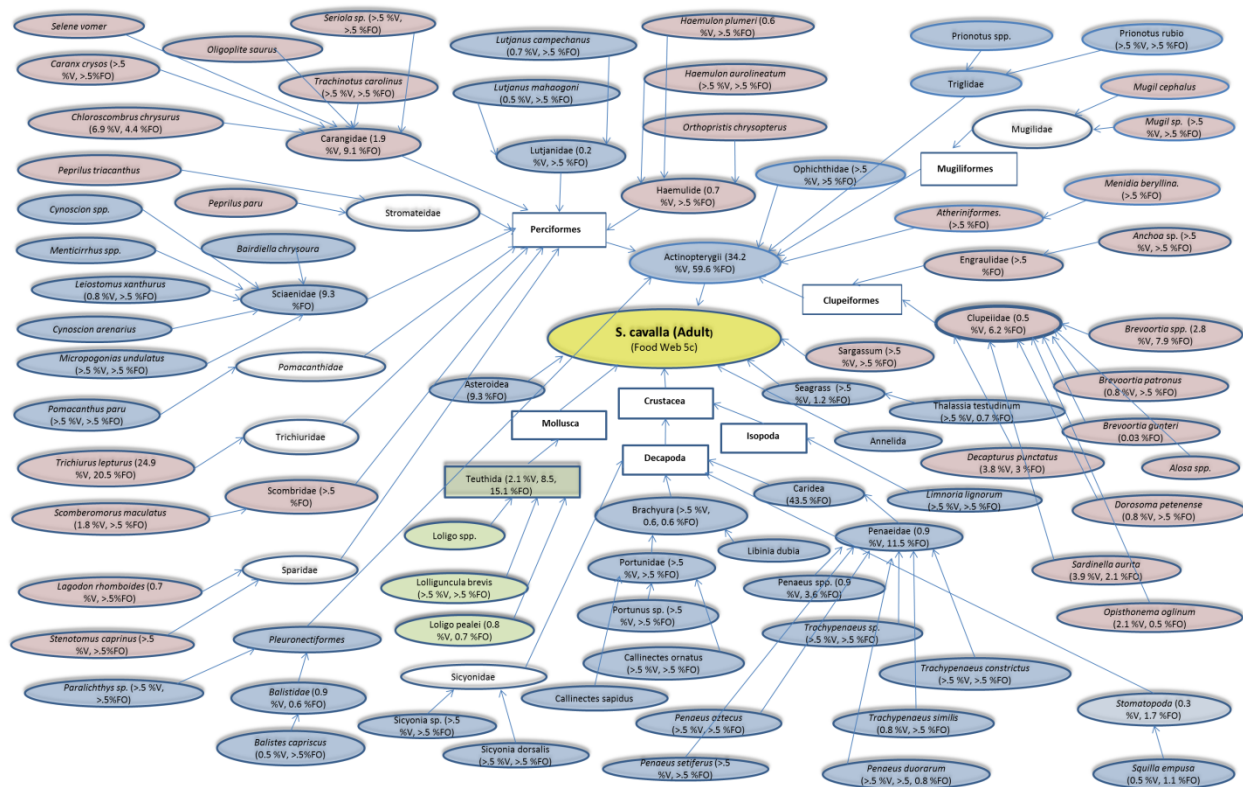 Selene vomer
Seriola sp. (>.5 %V,
>.5 %FO)
Oligoplite saurus
Caranx crysos (>.5
%V, >.5%FO)
Trachinotus carolinus
(>.5 %V, >.5 %FO)
Chloroscombrus chrysurus
(6.9 %V, 4.4 %FO)
Carangidae (1.9
%V, 9.1 %FO)
Lutjanus campechanus
(0.7 %V, >.5 %FO)
Lutjanus mahaogoni
(0.5 %V, >.5 %FO)
Lutjanidae (0.2
%V, >.5 %FO)
Haemulon plumeri (0.6
%V, >.5 %FO)
Haemulon aurolineatum
(>.5 %V, >.5 %FO)
Orthopristis chrysopterus
Haemulide (0.7
%V, >.5 %FO)
Prionotus spp.
Prionotus rubio
(>.5 %V, >.5 %FO)
Triglidae
Mugil cephalus
Mugilidae
Mugil sp. (>.5
%V, >.5 %FO)
Mugiliformes
Ophichthidae (>.5
%V, >5 %FO)
Menidia beryllina.
(>.5 %FO)
Atheriniformes.
(>.5 %FO)
Anchoa sp. (>.5
%V, >.5 %FO)
Engraulidae (>.5
%FO)
Peprilus triacanthus
Peprilus paru
Stromateidae
Perciformes
Actinopterygii (34.2
%V, 59.6 %FO)
Clupeiformes
Cynoscion spp.
Menticirrhus spp.
Bairdiella chrysoura
Leiostomus xanthurus
(0.8 %V, >.5 %FO)
Sciaenidae (9.3
%FO)
Cynoscion arenarius
Micropogonias undulatus
(>.5 %V, >.5 %FO)
Pomacanthidae
Pomacanthus paru
(>.5 %V, >.5 %FO)
Trichiuridae
Trichiurus lepturus (24.9
%V, 20.5 %FO)
Scombridae (>.5
%FO)
Scomberomorus maculatus
(1.8 %V, >.5 %FO)
Sparidae
Lagodon rhomboides (0.7
%V, >.5%FO)
Stenotomus caprinus (>.5
%V, >.5%FO)
Pleuronectiformes
Paralichthys sp. (>.5 %V,
>.5%FO)
Balistidae (0.9
%V, 0.6 %FO)
Balistes capriscus
(0.5 %V, >.5%FO)
S. cavalla (Adult)
(Food Web 5c)
Clupeiidae (0.5
%V, 6.2 %FO)
Brevoortia spp. (2.8
%V, 7.9 %FO)
Brevoortia patronus
(0.8 %V, >.5 %FO)
Brevoortia gunteri
(0.03 %FO)
Decapturus punctatus
(3.8 %V, 3 %FO)
Alosa spp.
Dorosoma petenense
(0.8 %V, >.5 %FO)
Sardinella aurita
(3.9 %V, 2.1 %FO)
Opisthonema oglinum
(2.1 %V, 0.5 %FO)
Sargassum (>.5
%V, >.5 %FO)
Seagrass (>.5
%V, 1.2 %FO)
Thalassia testudinum
(>.5 %V, 0.7 %FO)
Annelida
Asteroidea
(9.3 %FO)
Mollusca
Crustacea
Isopoda
Decapoda
Limnoria lignorum
(>.5 %V, >.5 %FO)
Teuthida (2.1 %V, 8.5,
15.1 %FO)
Loligo spp.
Lolliguncula brevis
(>.5 %V, >.5 %FO)
Loligo pealei (0.8
%V, 0.7 %FO)
Sicyonidae
Sicyonia sp. (>.5
%V, >.5 %FO)
Sicyonia dorsalis
(>.5 %V, >.5 %FO)
Caridea
(43.5 %FO)
Brachyura (>.5 %V,
0.6, 0.6 %FO)
Libinia dubia
Portunidae (>.5
%V, >.5 %FO)
Portunus sp. (>.5
%V, >.5 %FO)
Callinectes ornatus
(>.5 %V, >.5 %FO)
Callinectes sapidus
Penaeidae (0.9
%V, 11.5 %FO)
Penaeus spp. (0.9
%V, 3.6 %FO)
Trachypenaeus sp.
(>.5 %V, >.5 %FO)
Trachypenaeus constrictus
(>.5 %V, >.5 %FO)
Penaeus aztecus
(>.5 %V, >.5 %FO)
Trachypenaeus similis
(0.8 %V, >.5 %FO)
Penaeus setiferus (>.5
%V, >.5 %FO)
Penaeus duorarum
(>.5 %V, >.5, 0.8 %FO)
Stomatopoda (0.3
%V, 1.7 %FO)
Squilla empusa
(0.5 %V, 1.1 %FO)